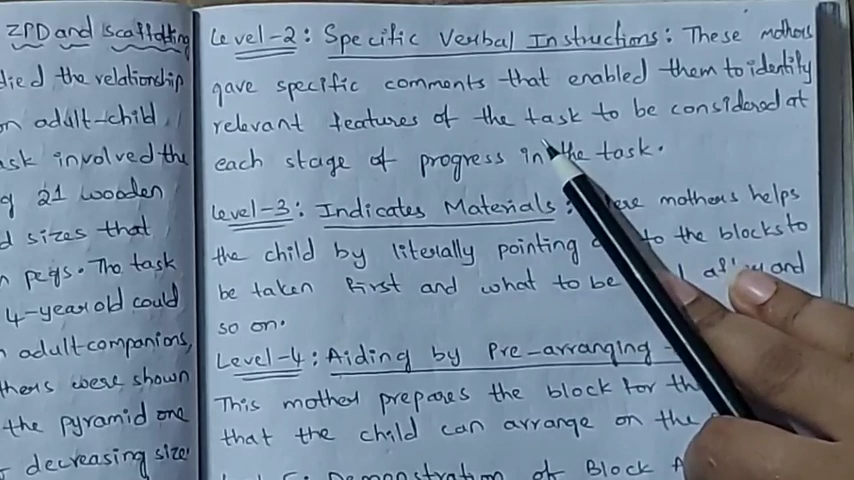 ZPD and Scaffolding
died the relationship
on adult-child
ask involved the
g 21 wooden
d sizes that
n pegs. The task
4-year old could
adult companions,
thers were shown
the pyramid one
decreasing size
Level-2: Specific Verbal Instructions: These mothers
gave specific comments that enabled them to identify
relevant features of the task to be considered at
each stage of progress in the task.
Level-3: Indicates Materials: mothers helps
the child by literally pointing to the blocks to
be taken first and what to be and
so on.
Level-4: Aiding by Pre-arranging -
This mother prepares the block for
that the child can arrange on the
Demonstration of Block